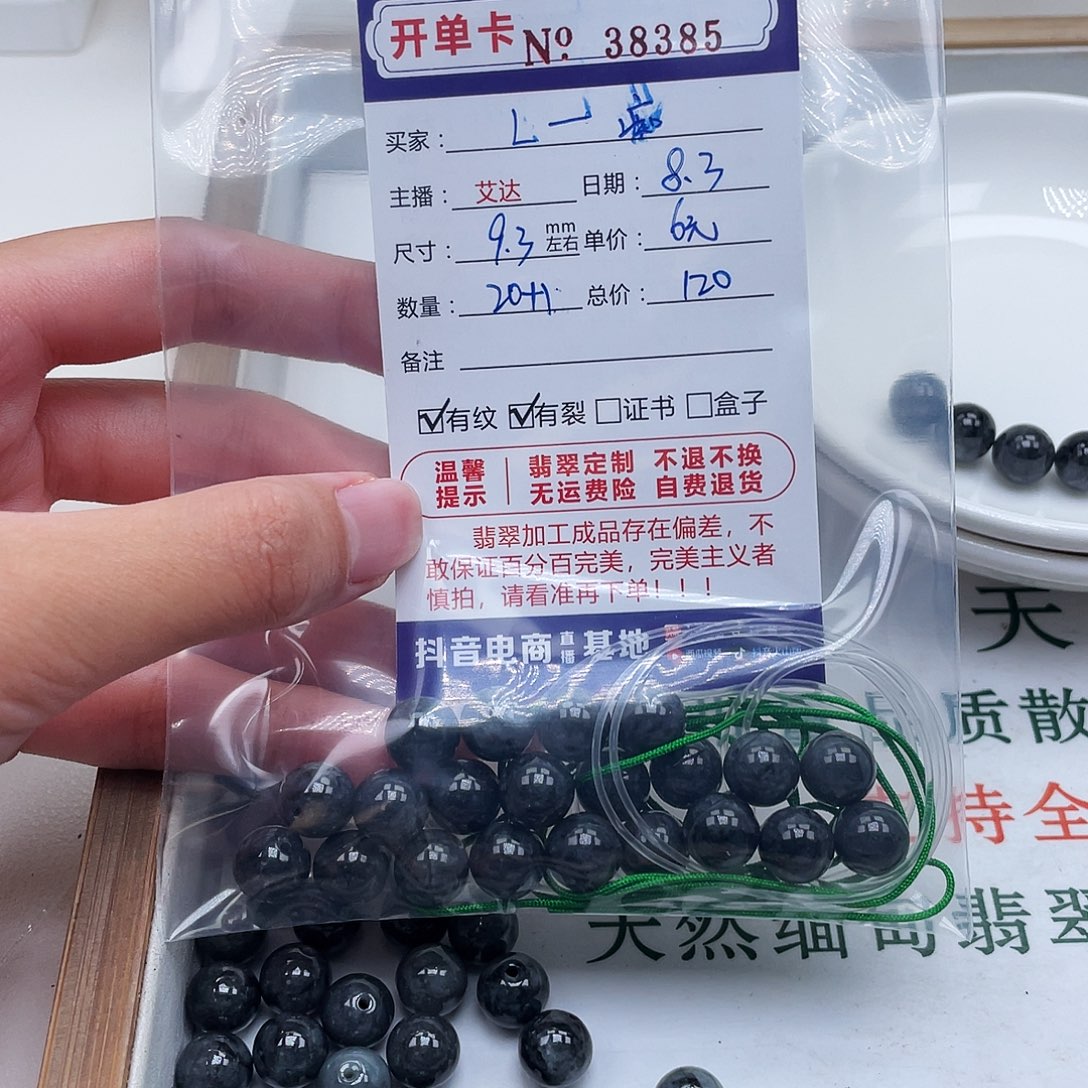 开单卡 № 38385
买家：L一
主播：艾达 日期：8.3
尺寸：9.3 mm左右 单价：6元
数量：20+1 总价：120
备注
☑有纹 ☑有裂 □证书 □盒子
温馨提示 翡翠定制 不退不换
无运费险 自费退货
翡翠加工成品存在偏差，不
敢保证百分百完美，完美主义者
慎拍，请看准再下单！！！
抖音电商直播基地
天
质散
持全
天然缅甸翡翠